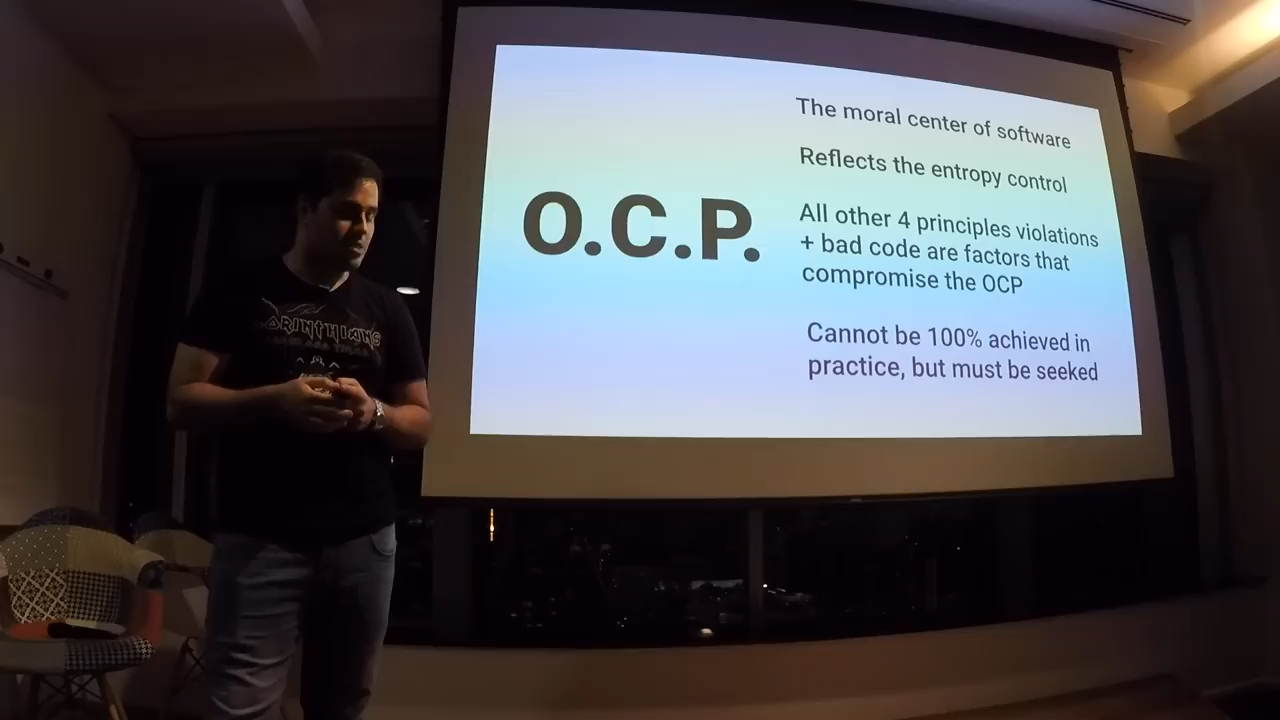 O.C.P.
The moral center of software
Reflects the entropy control
All other 4 principles violations
+ bad code are factors that
compromise the OCP
Cannot be 100% achieved in
practice, but must be seeked
CORINTHIANS